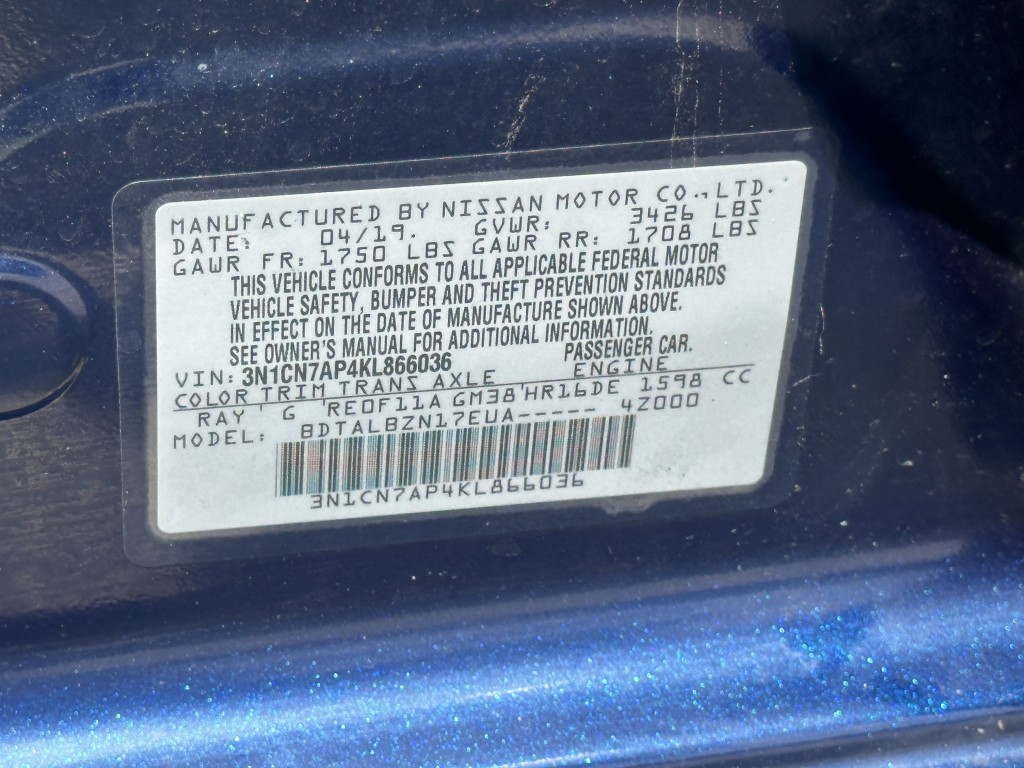 MANUFACTURED BY NISSAN MOTOR CO., LTD.
DATE: 04/19. GVWR: 3426 LBS
GAWR FR: 1750 LBS GAWR RR: 1708 LBS
THIS VEHICLE CONFORMS TO ALL APPLICABLE FEDERAL MOTOR
VEHICLE SAFETY, BUMPER AND THEFT PREVENTION STANDARDS
IN EFFECT ON THE DATE OF MANUFACTURE SHOWN ABOVE.
SEE OWNER'S MANUAL FOR ADDITIONAL INFORMATION.
VIN: 3N1CN7AP4KL866036 PASSENGER CAR.
COLOR TRIM TRANS AXLE ENGINE
RAY ' G 'RE0F11A GM38'HR16DE 1598 CC
MODEL: BDTALBZN17EUA----- 4Z000
3N1CN7AP4KL866036